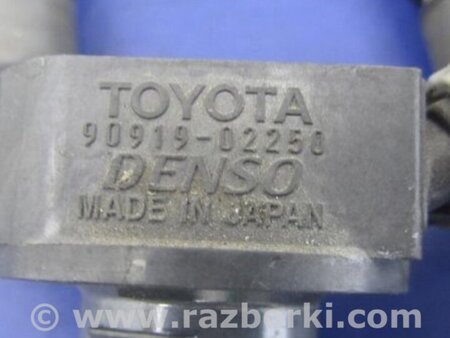 TOYOTA
90919-02250
DENSO
MADE IN JAPAN
© www.razborki.com